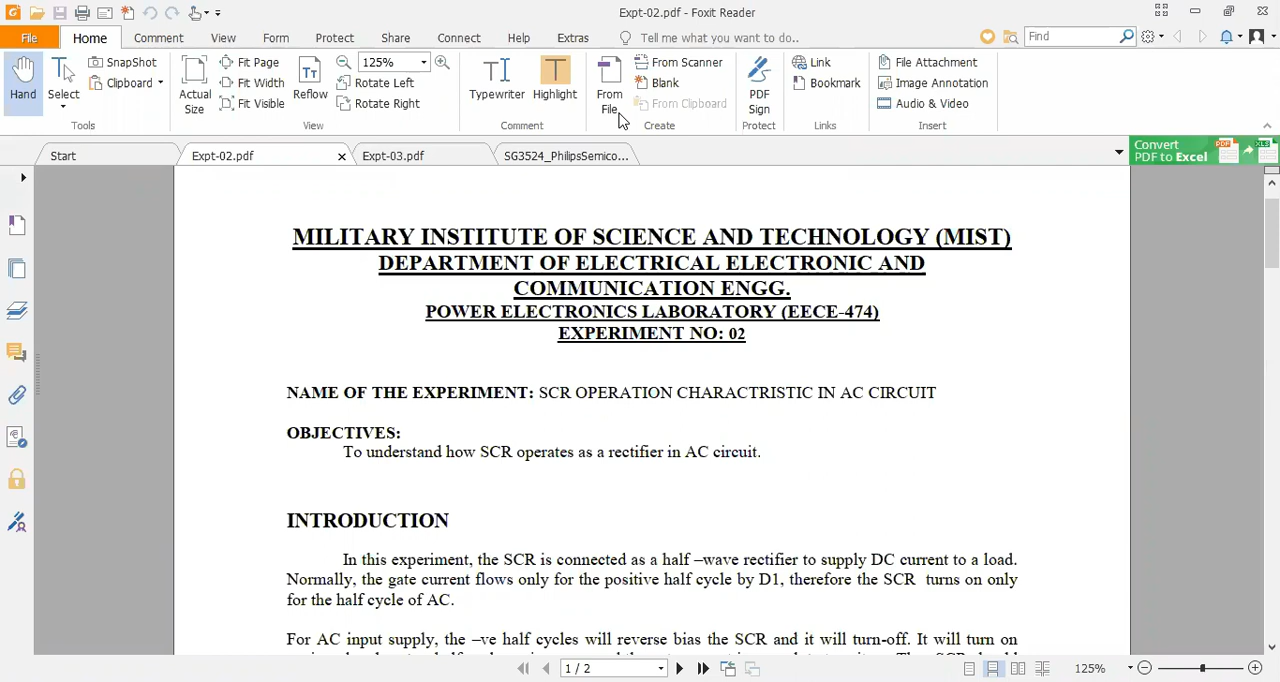 Expt-02.pdf - Foxit Reader
File Home Comment View Form Protect Share Connect Help Extras Tell me what you want to do.. Find
Hand
Select
SnapShot
Clipboard
Tools
Actual Size
Fit Page
Fit Width
Fit Visible
Reflow
125%
Rotate Left
Rotate Right
View
Typewriter
Highlight
Comment
From File
From Scanner
Blank
From Clipboard
Create
PDF Sign
Protect
Link
Bookmark
Links
File Attachment
Image Annotation
Audio & Video
Insert
Start Expt-02.pdf Expt-03.pdf SG3524_PhilipsSemico...
Convert
PDF to Excel
PDF XLS
MILITARY INSTITUTE OF SCIENCE AND TECHNOLOGY (MIST)
DEPARTMENT OF ELECTRICAL ELECTRONIC AND
COMMUNICATION ENGG.
POWER ELECTRONICS LABORATORY (EECE-474)
EXPERIMENT NO: 02
NAME OF THE EXPERIMENT: SCR OPERATION CHARACTRISTIC IN AC CIRCUIT
OBJECTIVES:
To understand how SCR operates as a rectifier in AC circuit.
INTRODUCTION
In this experiment, the SCR is connected as a half –wave rectifier to supply DC current to a load.
Normally, the gate current flows only for the positive half cycle by D1, therefore the SCR turns on only
for the half cycle of AC.
For AC input supply, the –ve half cycles will reverse bias the SCR and it will turn-off. It will turn on
1 / 2
125%